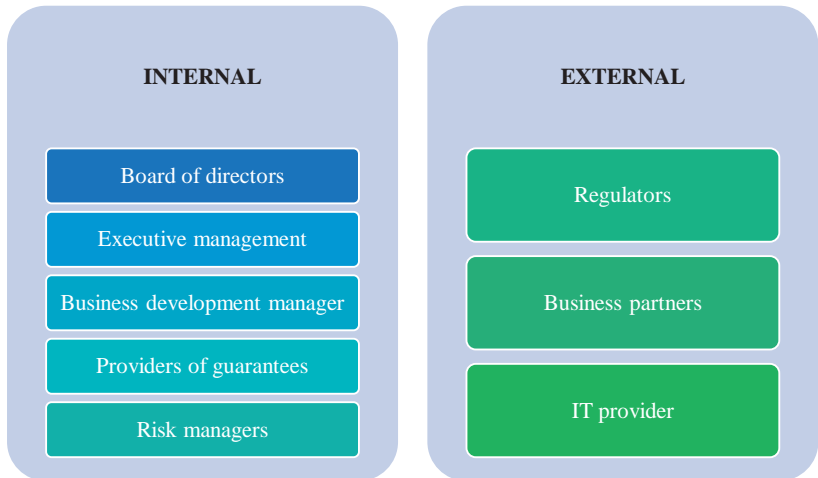 INTERNAL
Board of directors
Executive management
Business development manager
Providers of guarantees
Risk managers
EXTERNAL
Regulators
Business partners
IT provider